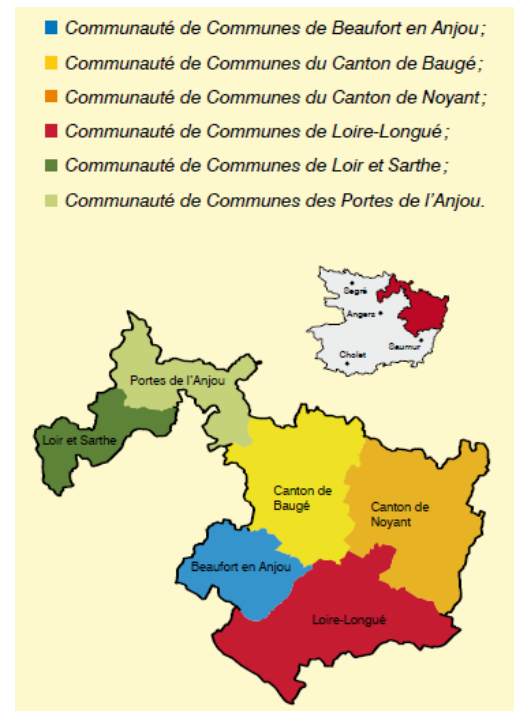 Communauté de Communes de Beaufort en Anjou;
Communauté de Communes du Canton de Baugé;
Communauté de Communes du Canton de Noyant;
Communauté de Communes de Loire-Longué;
Communauté de Communes de Loir et Sarthe;
Communauté de Communes des Portes de l'Anjou.
Segré
Angers
Saumur
Cholet
Portes de l'Anjou
Loir et Sarthe
Canton de
Baugé
Canton de
Noyant
Beaufort en Anjou
Loire-Longué